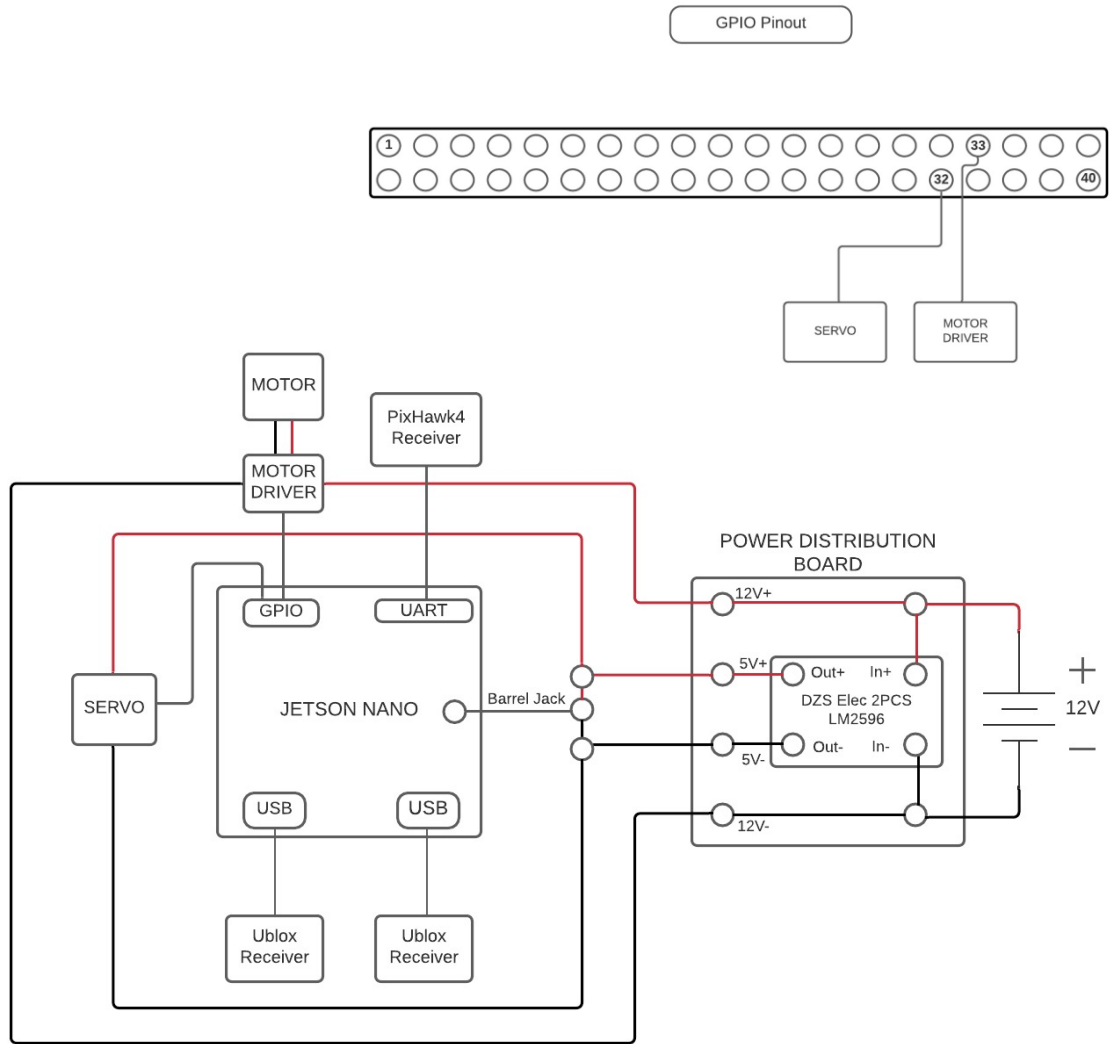 GPIO Pinout
1
33
32
40
SERVO
MOTOR
DRIVER
MOTOR
PixHawk4
Receiver
MOTOR
DRIVER
POWER DISTRIBUTION
BOARD
12V+
GPIO
UART
5V+
Out+
In+
SERVO
JETSON NANO
Barrel Jack
DZS Elec 2PCS
LM2596
+
12V
−
Out-
In-
5V-
USB
USB
12V-
Ublox
Receiver
Ublox
Receiver